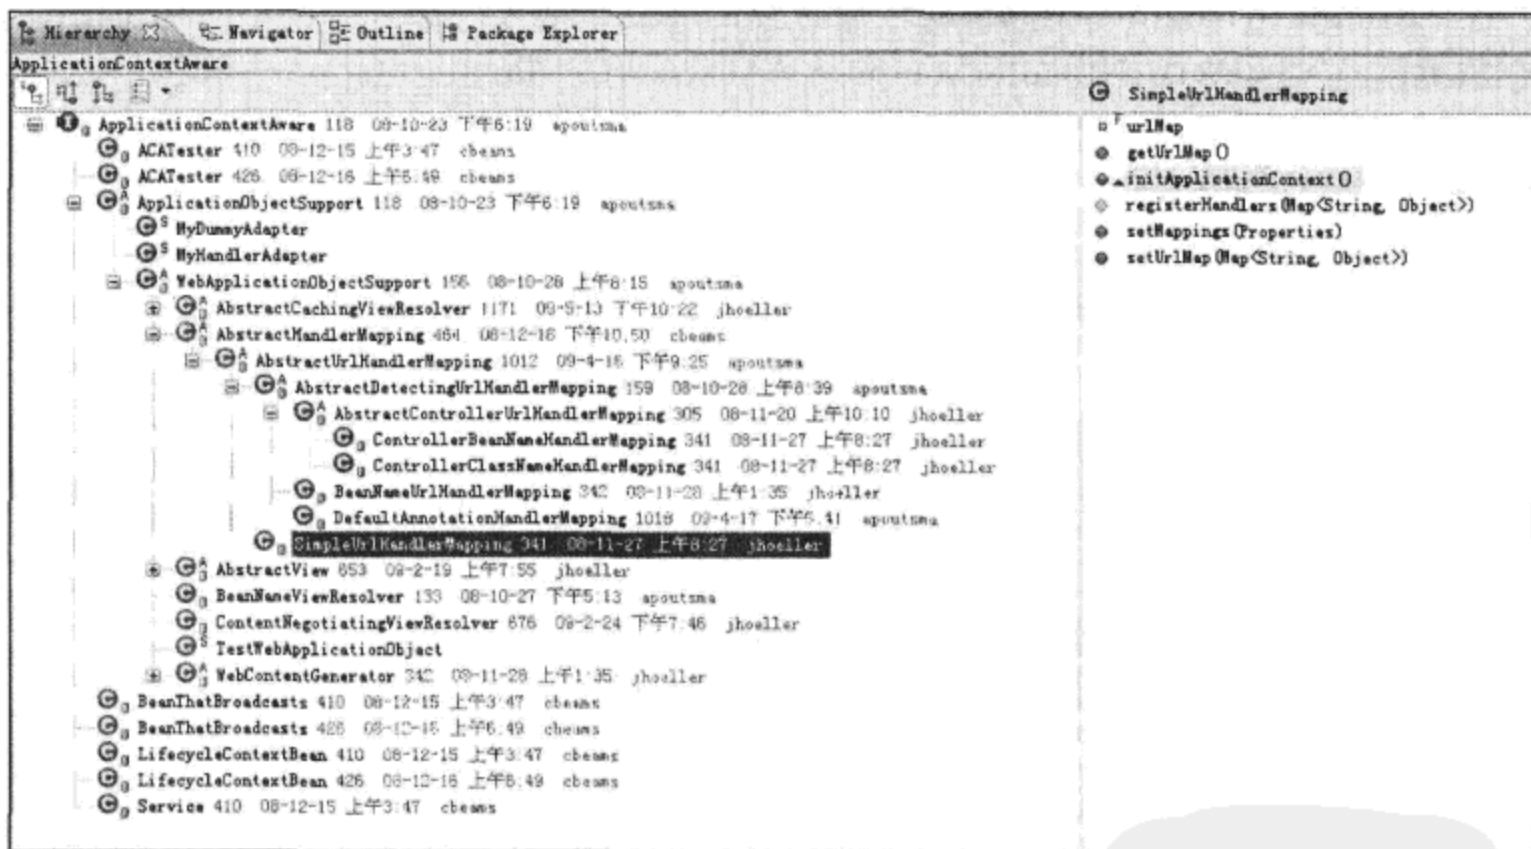 Hierarchy Navigator Outline Package Explorer
ApplicationContextAware
ApplicationContextAware 118 08-10-23 下午6:19 apoutsma
ACATester 410 08-12-15 上午3:47 cbeams
ACATester 426 08-12-16 上午6:49 cbeams
ApplicationObjectSupport 118 08-10-23 下午6:19 apoutsma
MyDummyAdapter
MyHandlerAdapter
WebApplicationObjectSupport 156 08-10-28 上午8:15 apoutsma
AbstractCachingViewResolver 1171 09-5-13 下午10:22 jhoeller
AbstractHandlerMapping 464 08-12-18 下午10:50 cbeams
AbstractUrlHandlerMapping 1012 09-4-16 下午9:25 apoutsma
AbstractDetectingUrlHandlerMapping 159 08-10-28 上午8:39 apoutsma
AbstractControllerUrlHandlerMapping 305 08-11-20 上午10:10 jhoeller
ControllerBeanNameHandlerMapping 341 08-11-27 上午8:27 jhoeller
ControllerClassNameHandlerMapping 341 08-11-27 上午8:27 jhoeller
BeanNameUrlHandlerMapping 342 08-11-28 上午1:35 jhoeller
DefaultAnnotationHandlerMapping 1018 09-4-17 下午5:41 apoutsma
SimpleUrlHandlerMapping 341 08-11-27 上午8:27 jhoeller
AbstractView 653 09-2-19 上午7:55 jhoeller
BeanNameViewResolver 133 08-10-27 下午5:13 apoutsma
ContentNegotiatingViewResolver 676 09-2-24 下午7:46 jhoeller
TestWebApplicationObject
WebContentGenerator 342 08-11-28 上午1:35 jhoeller
BeanThatBroadcasts 410 08-12-15 上午3:47 cbeams
BeanThatBroadcasts 426 08-12-16 上午6:49 cbeams
LifecycleContextBean 410 08-12-15 上午3:47 cbeams
LifecycleContextBean 426 08-12-16 上午6:49 cbeams
Service 410 08-12-15 上午3:47 cbeams
SimpleUrlHandlerMapping
urlMap
getUrlMap()
initApplicationContext()
registerHandlers(Map<String, Object>)
setMappings(Properties)
setUrlMap(Map<String, Object>)